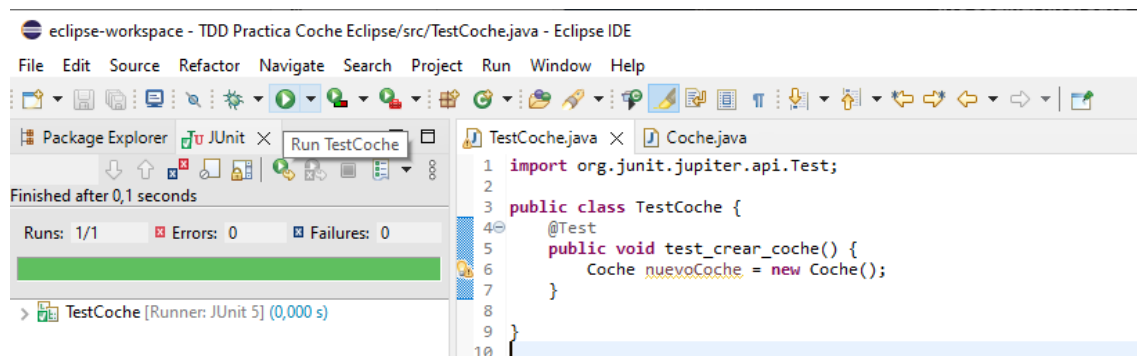 eclipse-workspace - TDD Practica Coche Eclipse/src/TestCoche.java - Eclipse IDE
File Edit Source Refactor Navigate Search Project Run Window Help
Package Explorer JUnit
Run TestCoche
Finished after 0,1 seconds
Runs: 1/1 Errors: 0 Failures: 0
TestCoche [Runner: JUnit 5] (0,000 s)
TestCoche.java Coche.java
1 import org.junit.jupiter.api.Test;
2
3 public class TestCoche {
4 @Test
5 public void test_crear_coche() {
6 Coche nuevoCoche = new Coche();
7 }
8
9 }
10